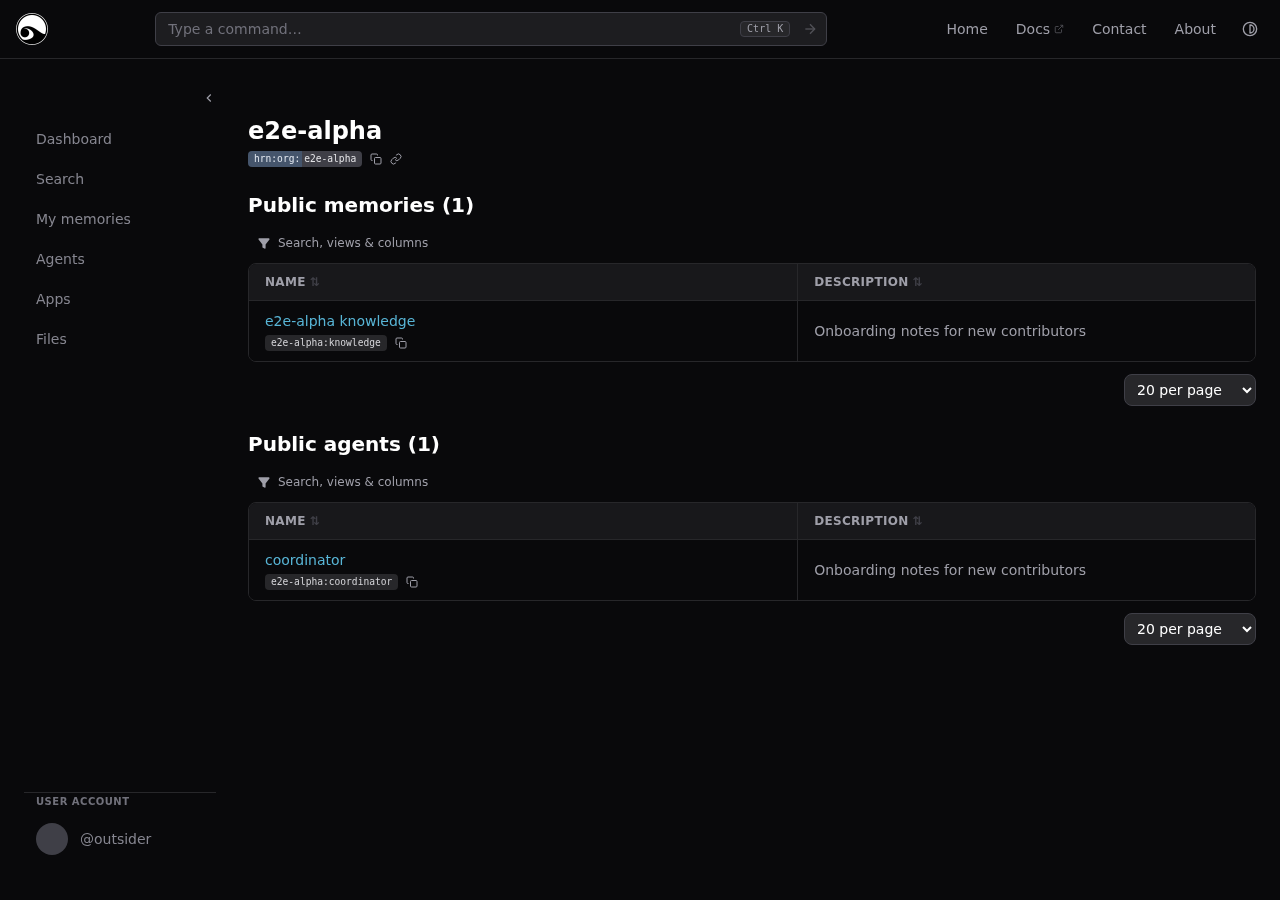 Type a command... Ctrl K
Home Docs Contact About
Dashboard
Search
My memories
Agents
Apps
Files
e2e-alpha
hrn:org: e2e-alpha
Public memories (1)
Search, views & columns
NAME DESCRIPTION
e2e-alpha knowledge
e2e-alpha:knowledge
Onboarding notes for new contributors
20 per page
Public agents (1)
Search, views & columns
NAME DESCRIPTION
coordinator
e2e-alpha:coordinator
Onboarding notes for new contributors
20 per page
USER ACCOUNT
@outsider